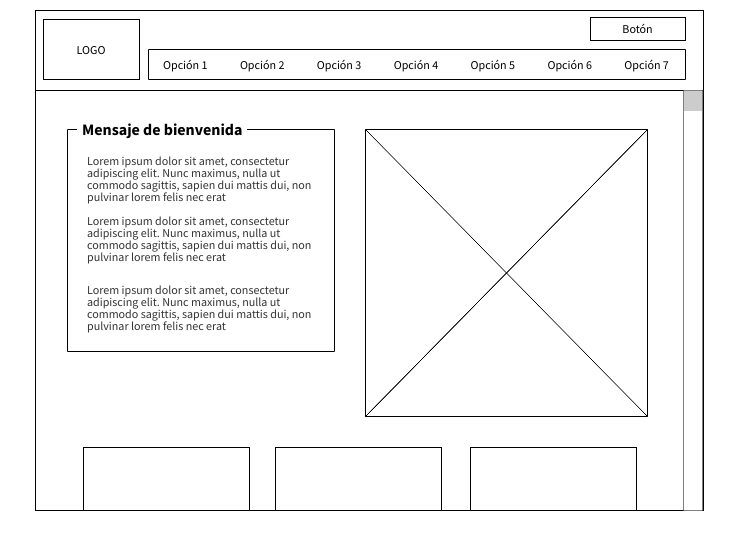 LOGO
Botón
Opción 1 Opción 2 Opción 3 Opción 4 Opción 5 Opción 6 Opción 7
Mensaje de bienvenida
Lorem ipsum dolor sit amet, consectetur
adipiscing elit. Nunc maximus, nulla ut
commodo sagittis, sapien dui mattis dui, non
pulvinar lorem felis nec erat
Lorem ipsum dolor sit amet, consectetur
adipiscing elit. Nunc maximus, nulla ut
commodo sagittis, sapien dui mattis dui, non
pulvinar lorem felis nec erat
Lorem ipsum dolor sit amet, consectetur
adipiscing elit. Nunc maximus, nulla ut
commodo sagittis, sapien dui mattis dui, non
pulvinar lorem felis nec erat